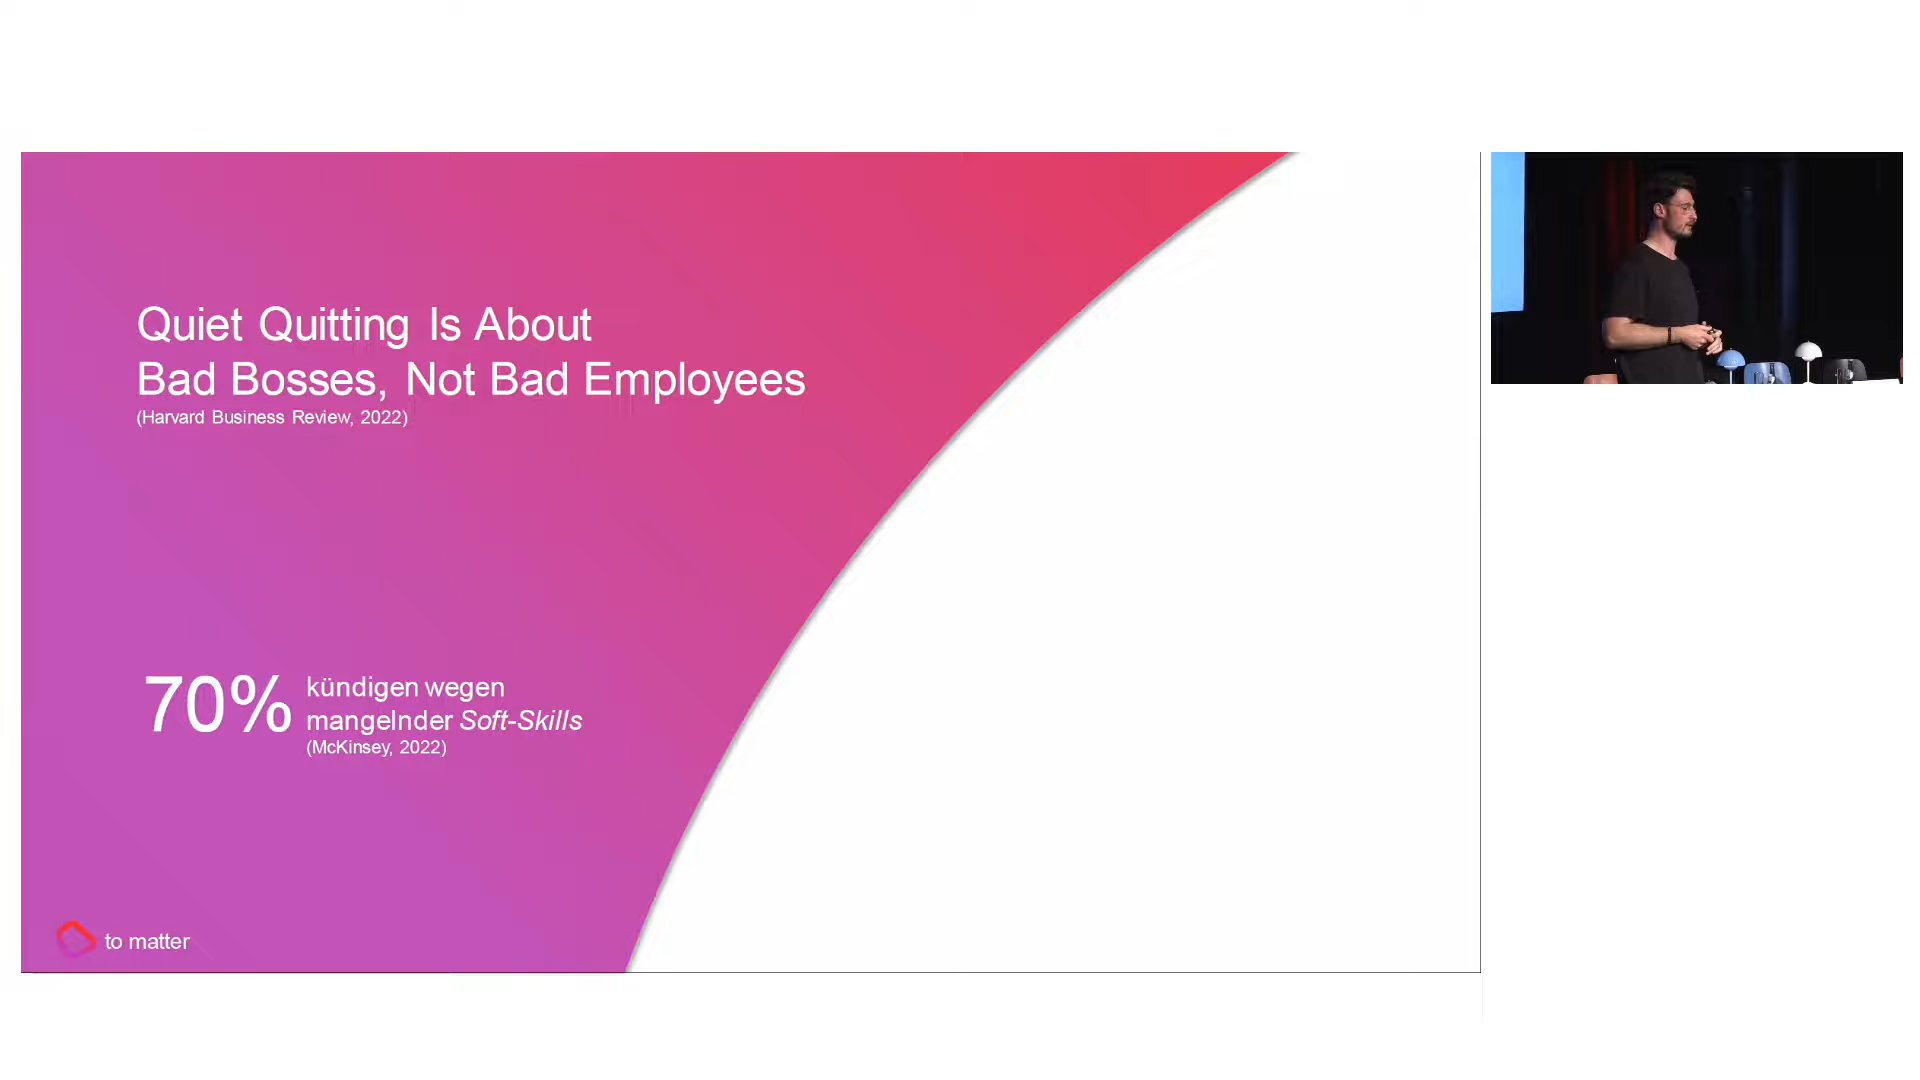 Quiet Quitting Is About
Bad Bosses, Not Bad Employees
(Harvard Business Review, 2022)
70%
kündigen wegen
mangelnder Soft-Skills
(McKinsey, 2022)
to matter